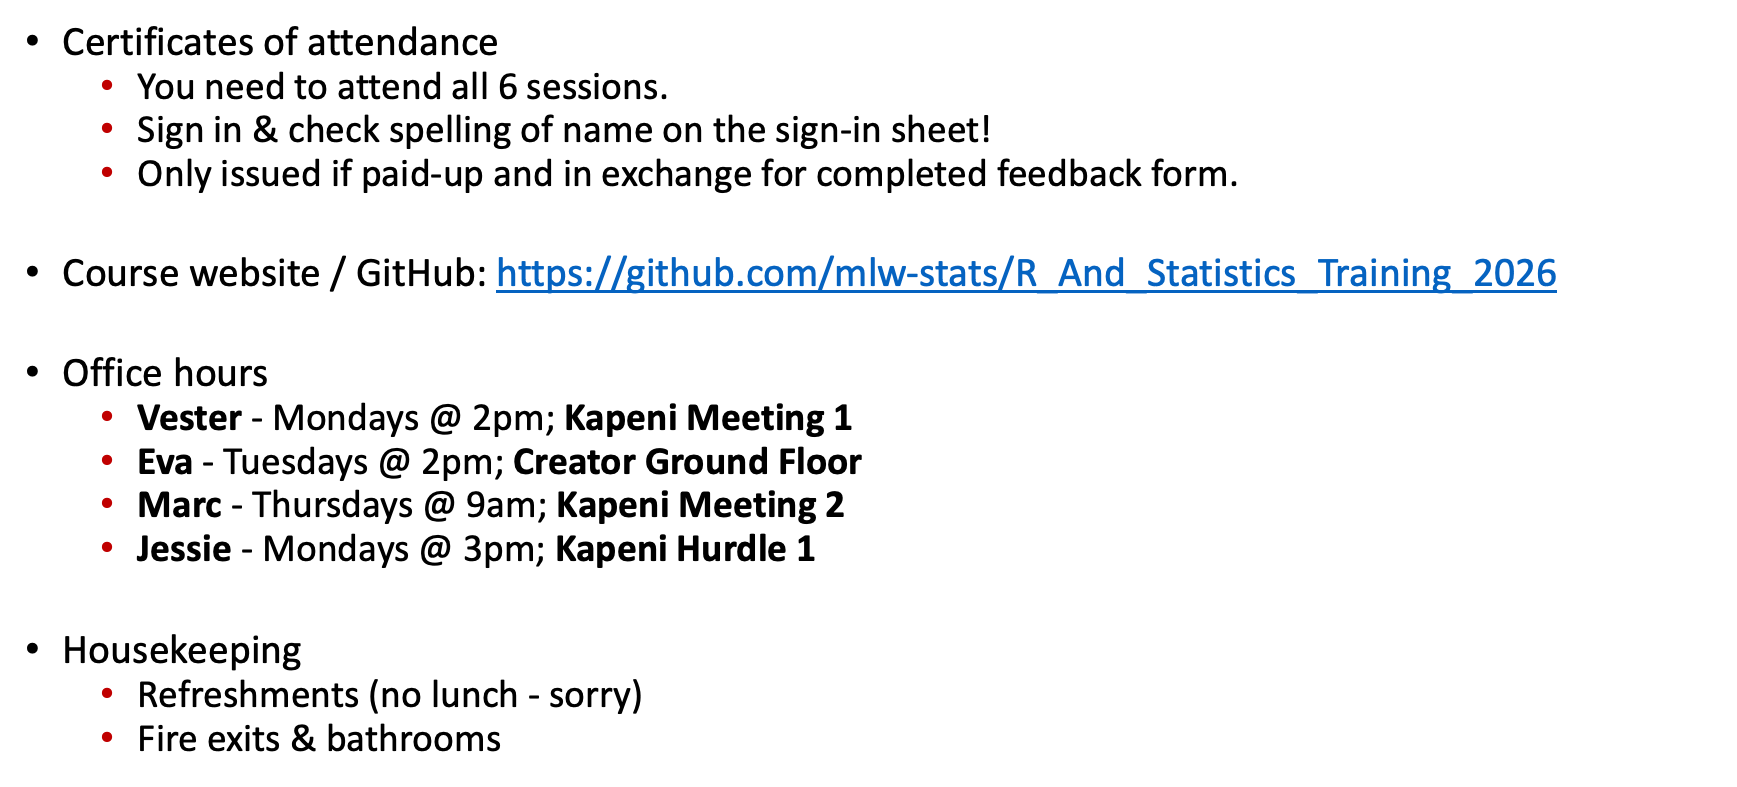 • Certificates of attendance
• You need to attend all 6 sessions.
• Sign in & check spelling of name on the sign-in sheet!
• Only issued if paid-up and in exchange for completed feedback form.
• Course website / GitHub: https://github.com/mlw-stats/R_And_Statistics_Training_2026
• Office hours
• Vester - Mondays @ 2pm; Kapeni Meeting 1
• Eva - Tuesdays @ 2pm; Creator Ground Floor
• Marc - Thursdays @ 9am; Kapeni Meeting 2
• Jessie - Mondays @ 3pm; Kapeni Hurdle 1
• Housekeeping
• Refreshments (no lunch - sorry)
• Fire exits & bathrooms